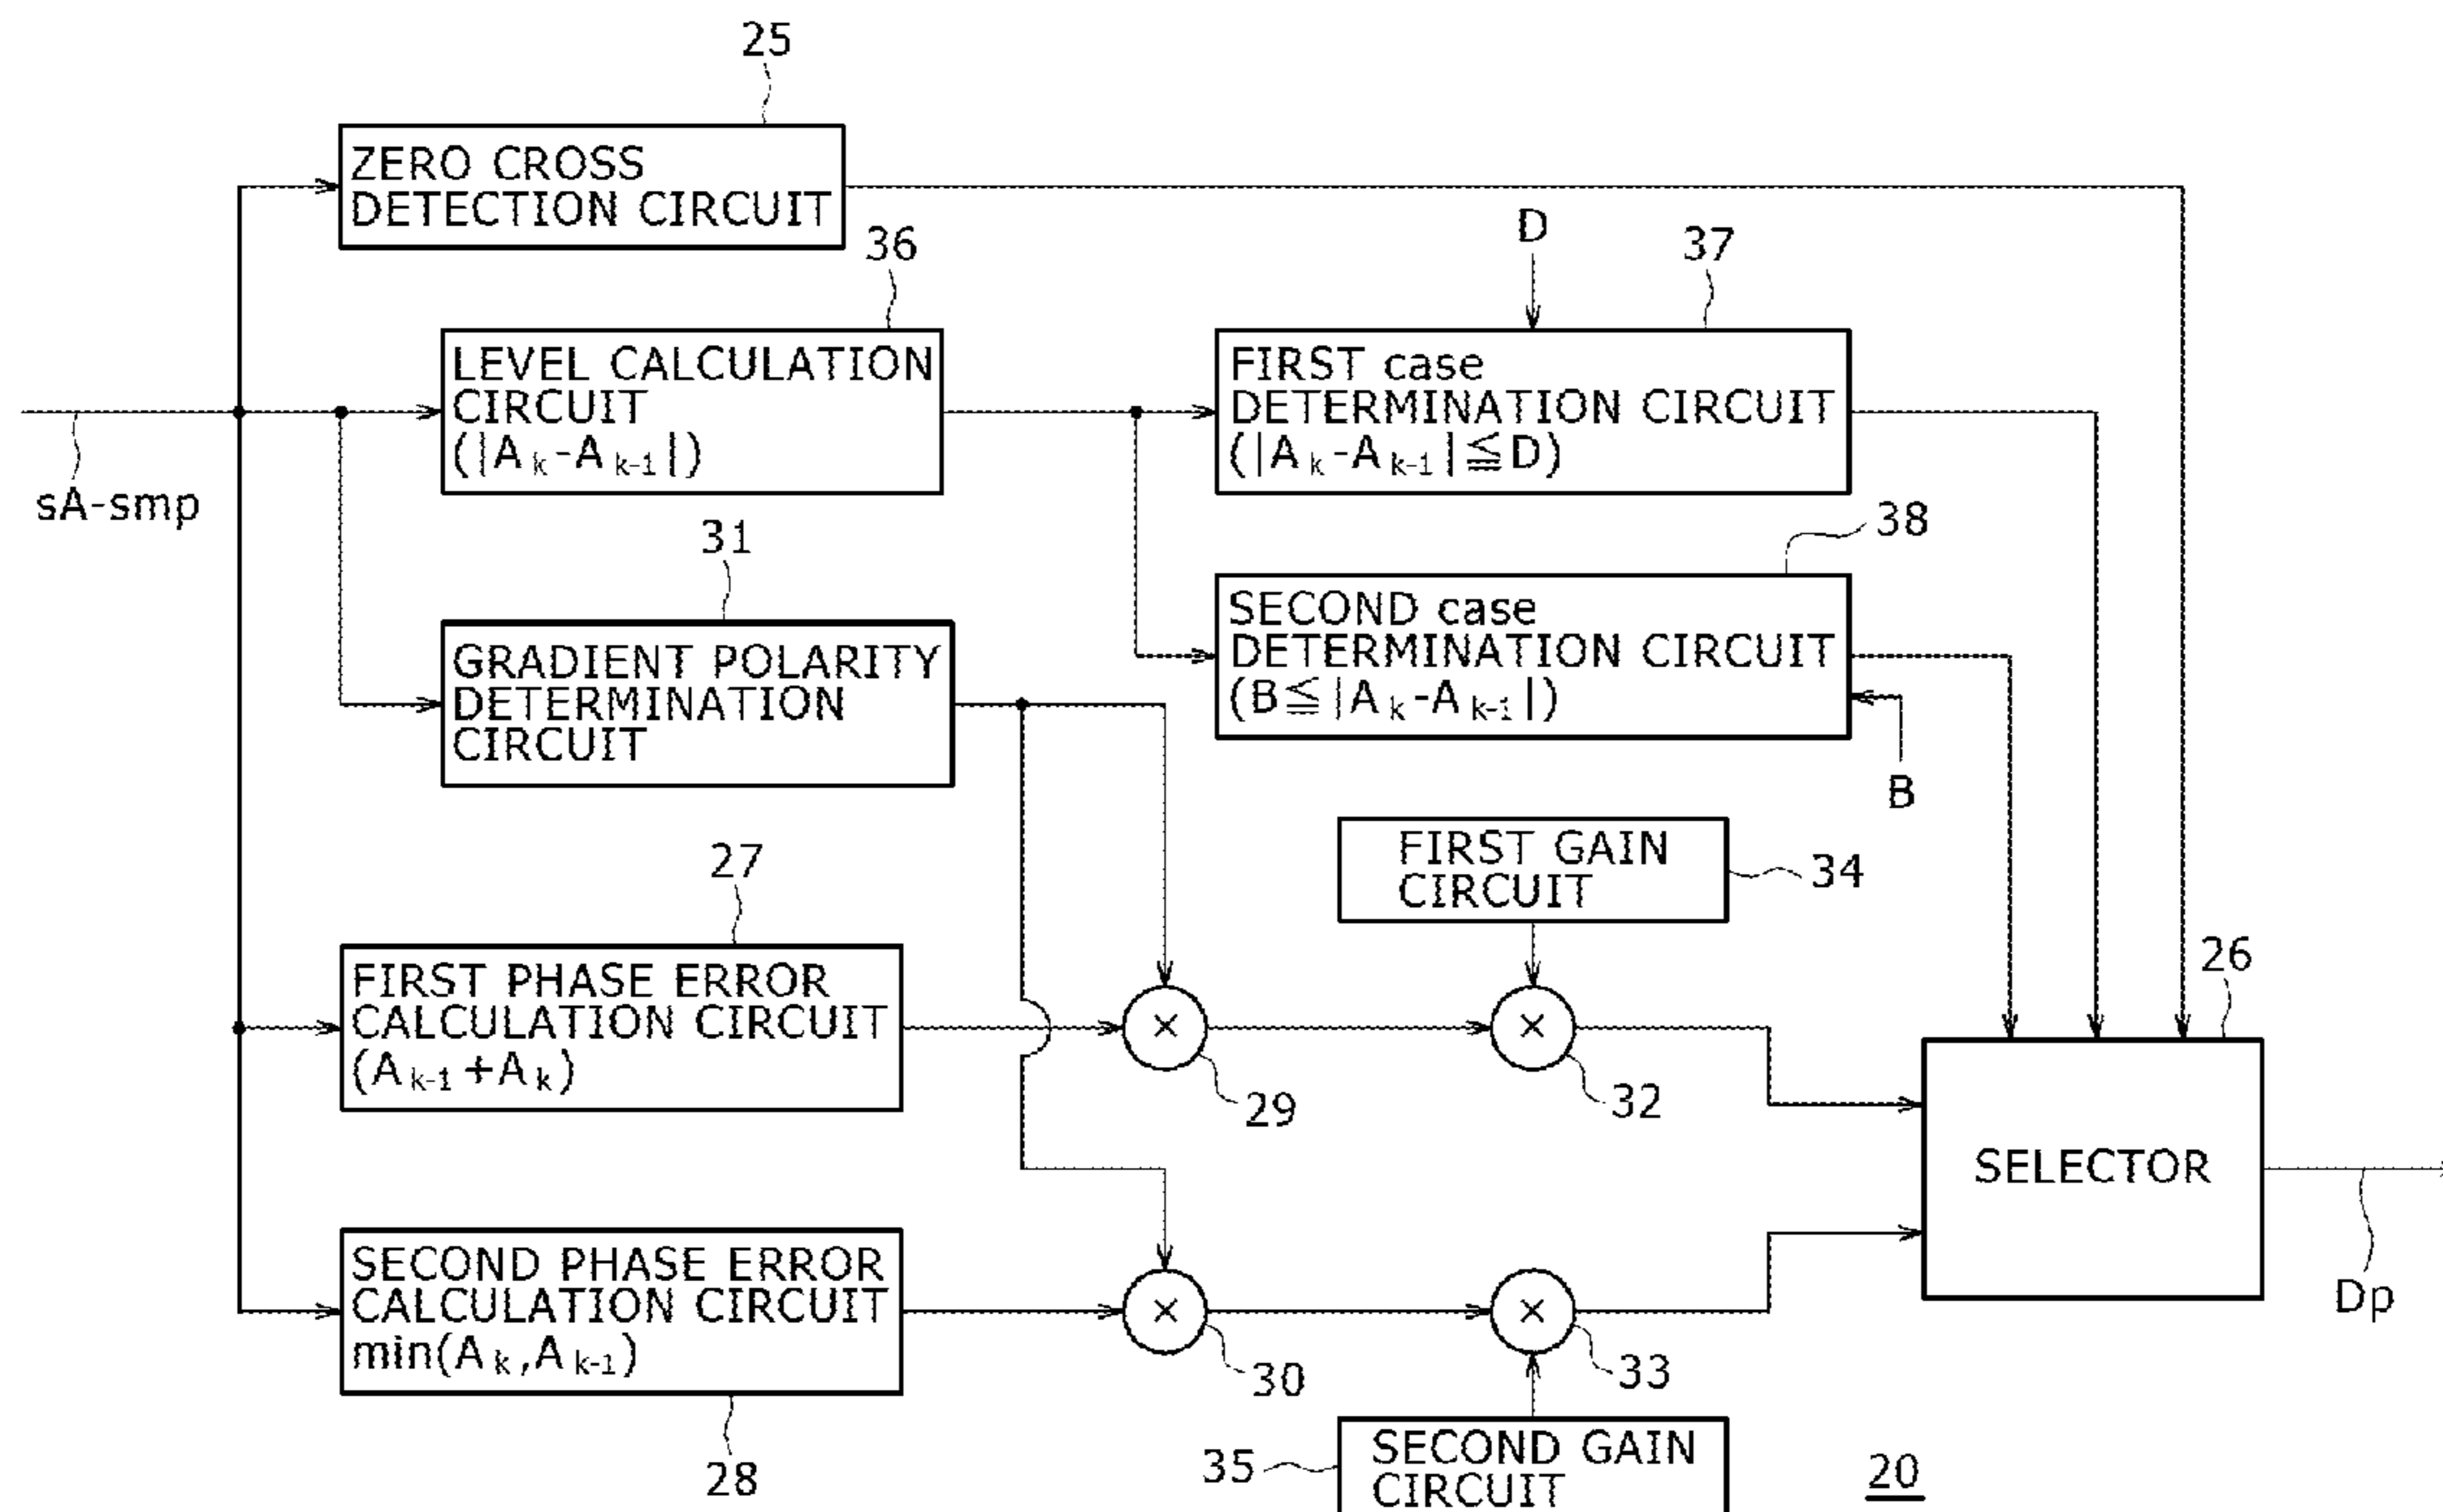 25
ZERO CROSS
DETECTION CIRCUIT
36
D
37
LEVEL CALCULATION
CIRCUIT
(|A k - A k-1|)
FIRST case
DETERMINATION CIRCUIT
(|A k - A k-1|≦D)
sA-smp
31
38
GRADIENT POLARITY
DETERMINATION
CIRCUIT
SECOND case
DETERMINATION CIRCUIT
(B≦|A k - A k-1|)
B
27
FIRST GAIN
CIRCUIT
34
FIRST PHASE ERROR
CALCULATION CIRCUIT
(A k-1 + A k)
×
29
×
32
26
SELECTOR
Dp
SECOND PHASE ERROR
CALCULATION CIRCUIT
min(A k, A k-1)
×
30
×
33
28
35
SECOND GAIN
CIRCUIT
20